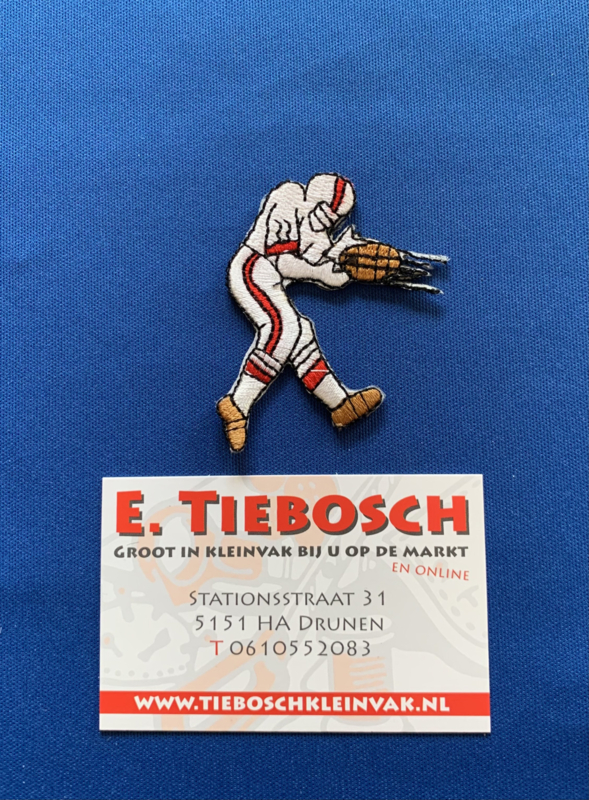 E. TIEBOSCH
GROOT IN KLEINVAK BIJ U OP DE MARKT
EN ONLINE
STATIONSSTRAAT 31
5151 HA DRUNEN
T 0610552083
WWW.TIEBOSCHKLEINVAK.NL